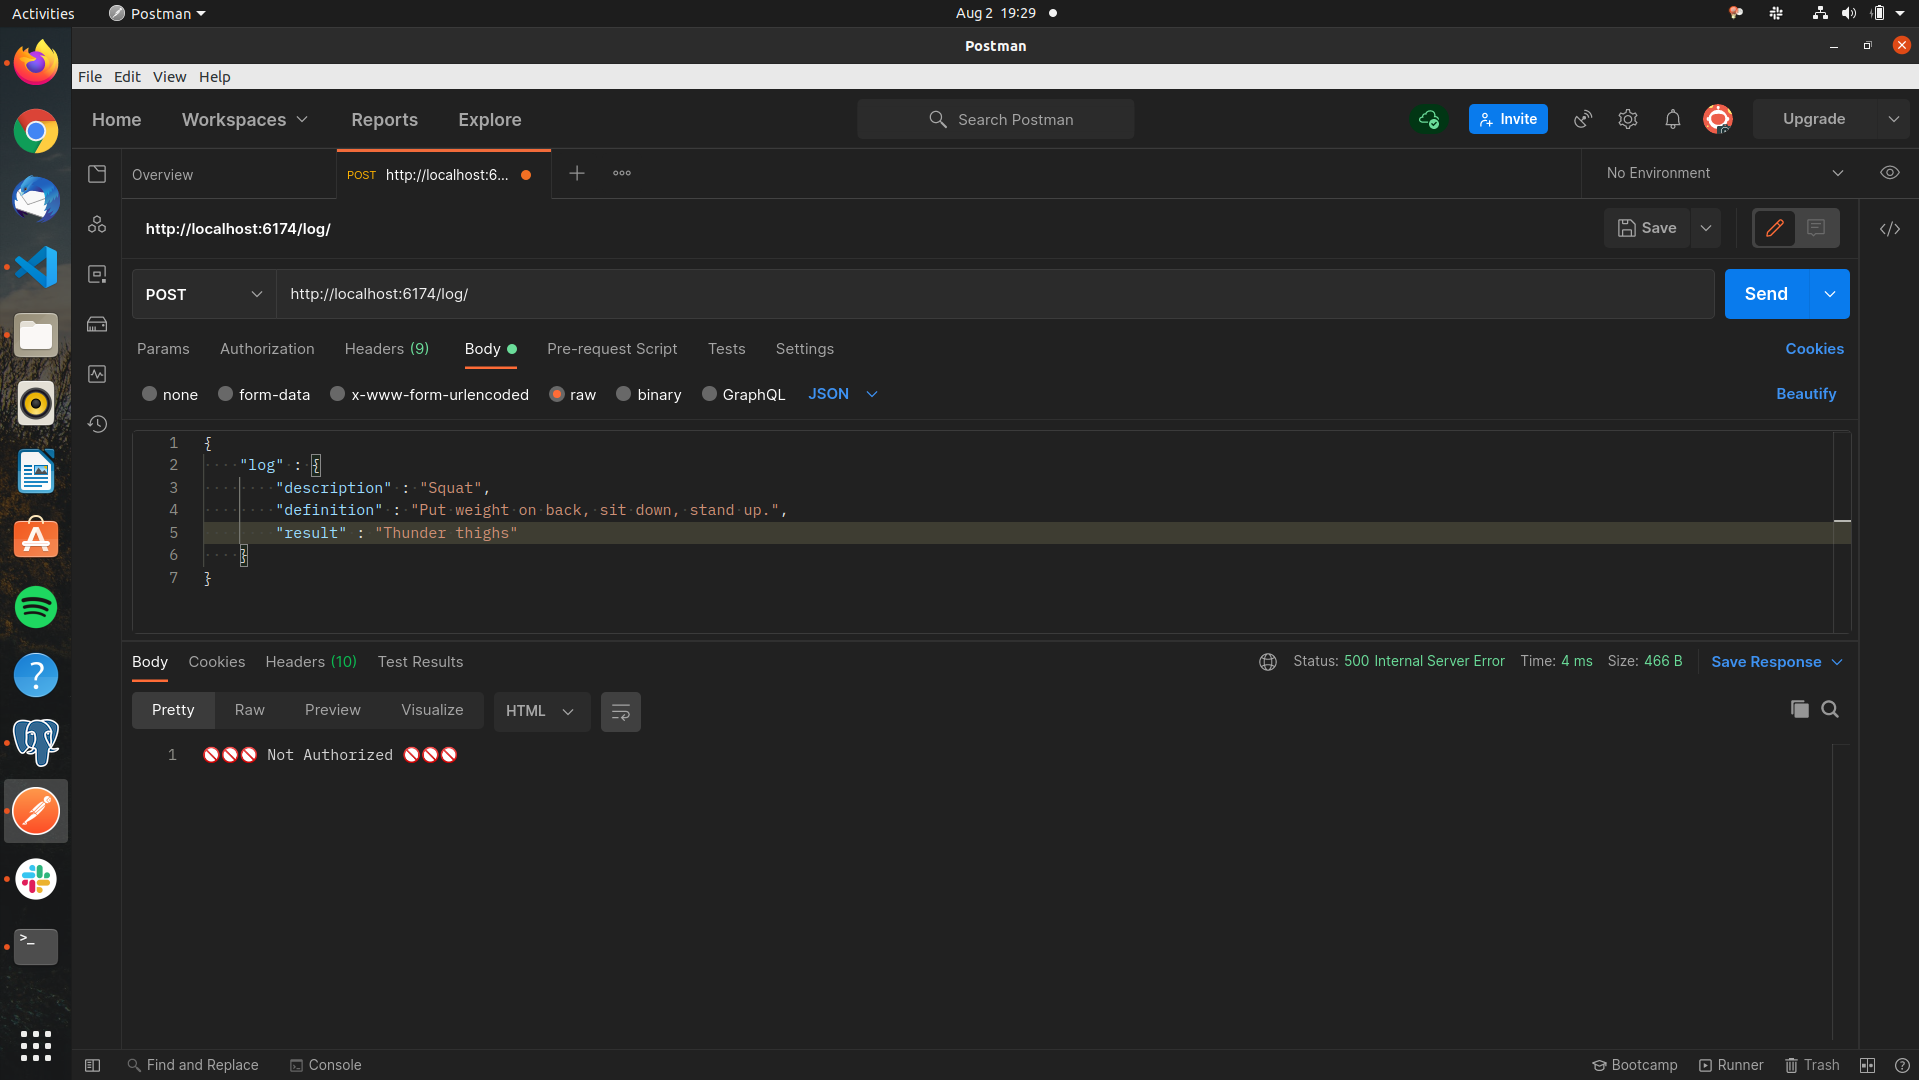 Activities
Postman
Aug 2 19:29
Postman
File Edit View Help
Home Workspaces Reports Explore
Search Postman
Invite
Upgrade
Overview
POST http://localhost:6...
No Environment
http://localhost:6174/log/
Save
POST
http://localhost:6174/log/
Send
Params Authorization Headers (9) Body Pre-request Script Tests Settings
Cookies
none form-data x-www-form-urlencoded raw binary GraphQL JSON
Beautify
1 {
2 "log" : {
3 "description" : "Squat",
4 "definition" : "Put weight on back, sit down, stand up.",
5 "result" : "Thunder thighs"
6 }
7 }
Body Cookies Headers (10) Test Results
Status: 500 Internal Server Error Time: 4 ms Size: 466 B
Save Response
Pretty Raw Preview Visualize HTML
1 🚫🚫🚫 Not Authorized 🚫🚫🚫
Find and Replace
Console
Bootcamp
Runner
Trash